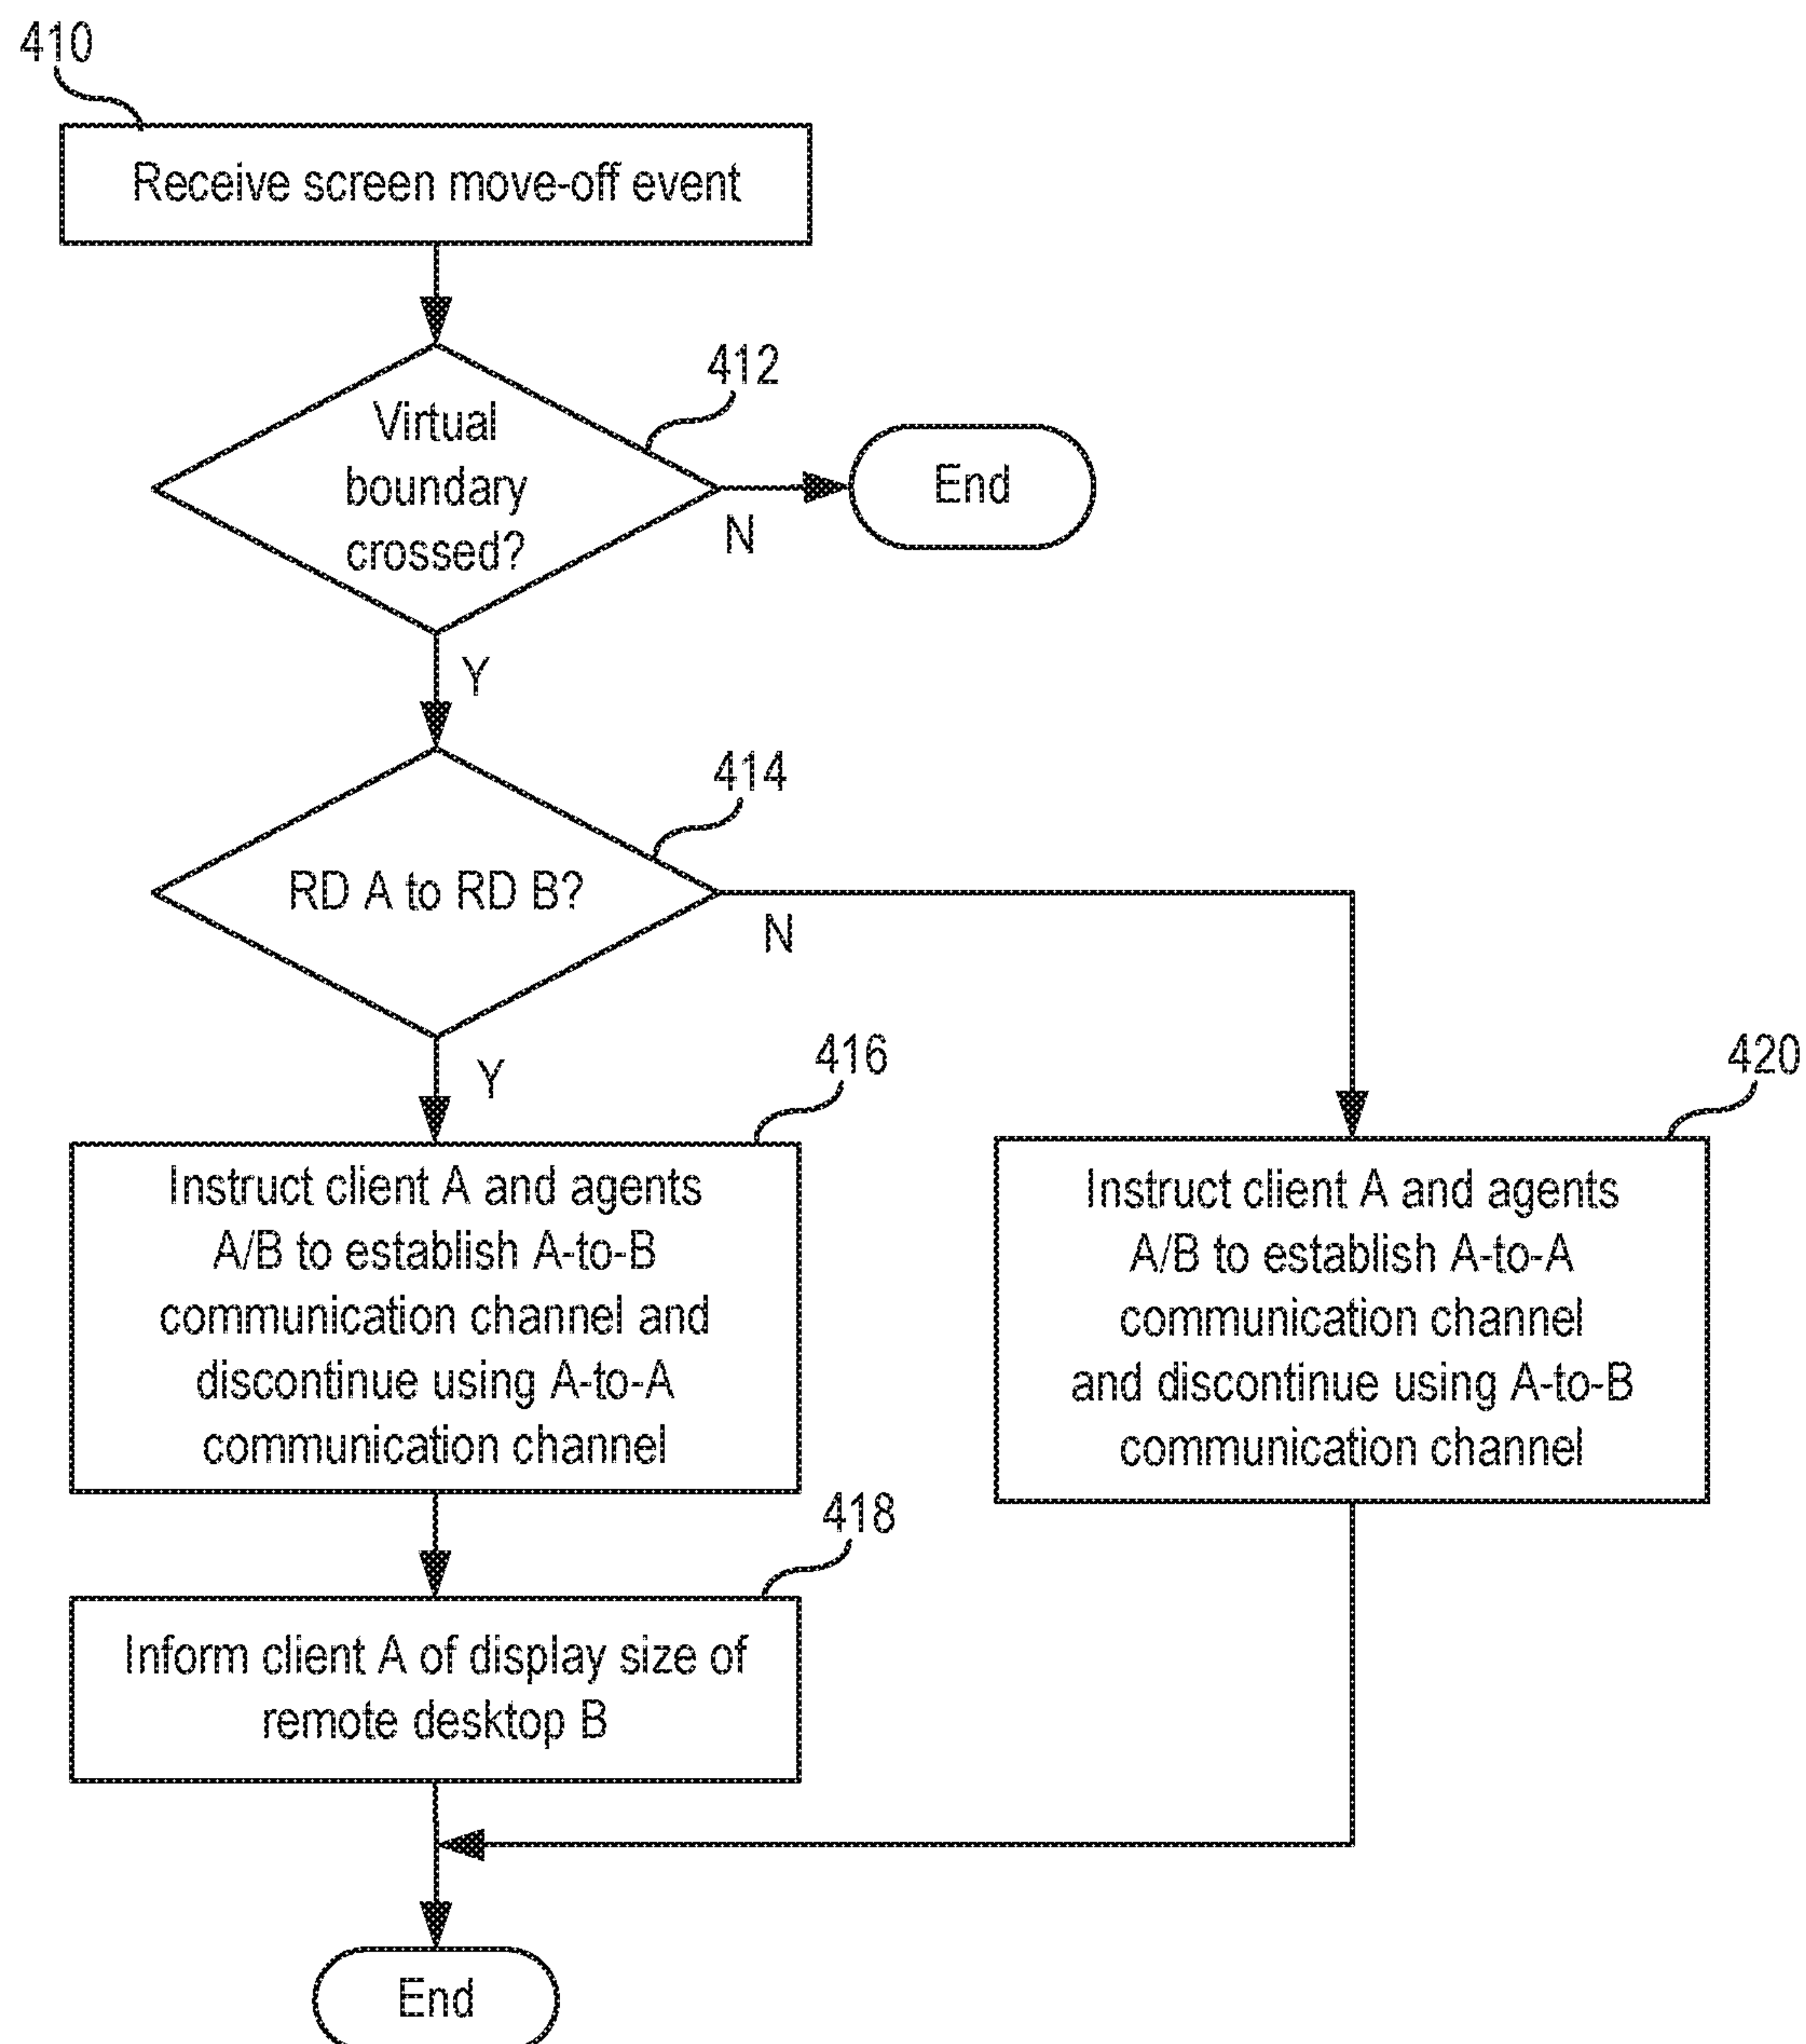 410
Receive screen move-off event
412
Virtual
boundary
crossed?
N
End
Y
414
RD A to RD B?
N
Y
416
Instruct client A and agents
A/B to establish A-to-B
communication channel and
discontinue using A-to-A
communication channel
420
Instruct client A and agents
A/B to establish A-to-A
communication channel
and discontinue using A-to-B
communication channel
418
Inform client A of display size of
remote desktop B
End